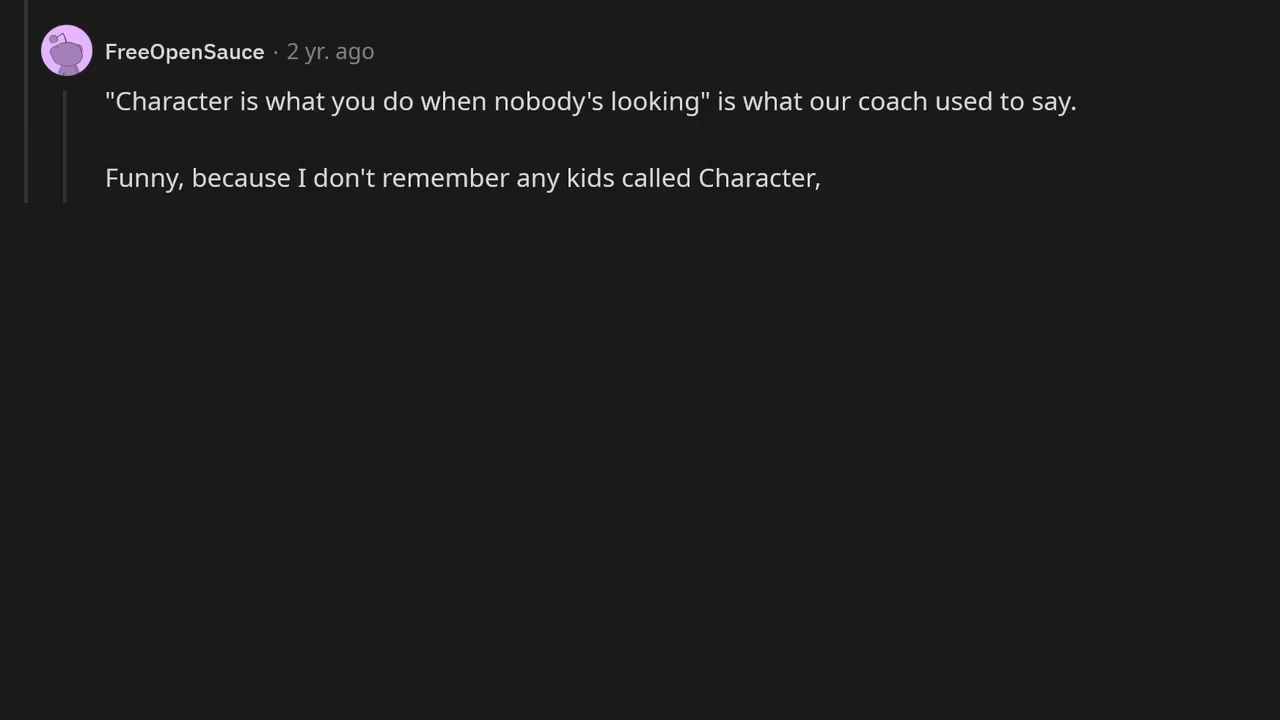 FreeOpenSauce · 2 yr. ago
"Character is what you do when nobody's looking" is what our coach used to say.
Funny, because I don't remember any kids called Character,